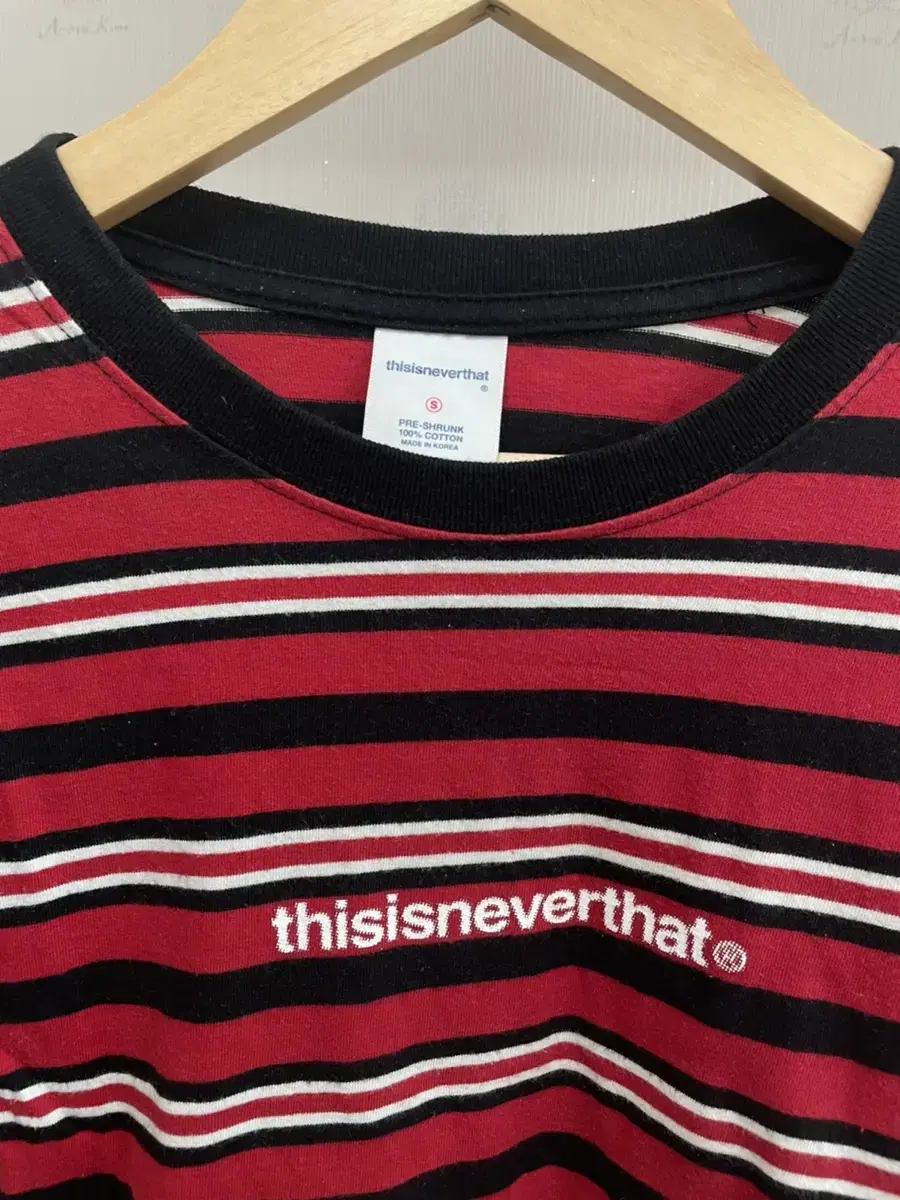 thisisneverthat
®
S
PRE-SHRUNK
100% COTTON
MADE IN KOREA
thisisneverthat®